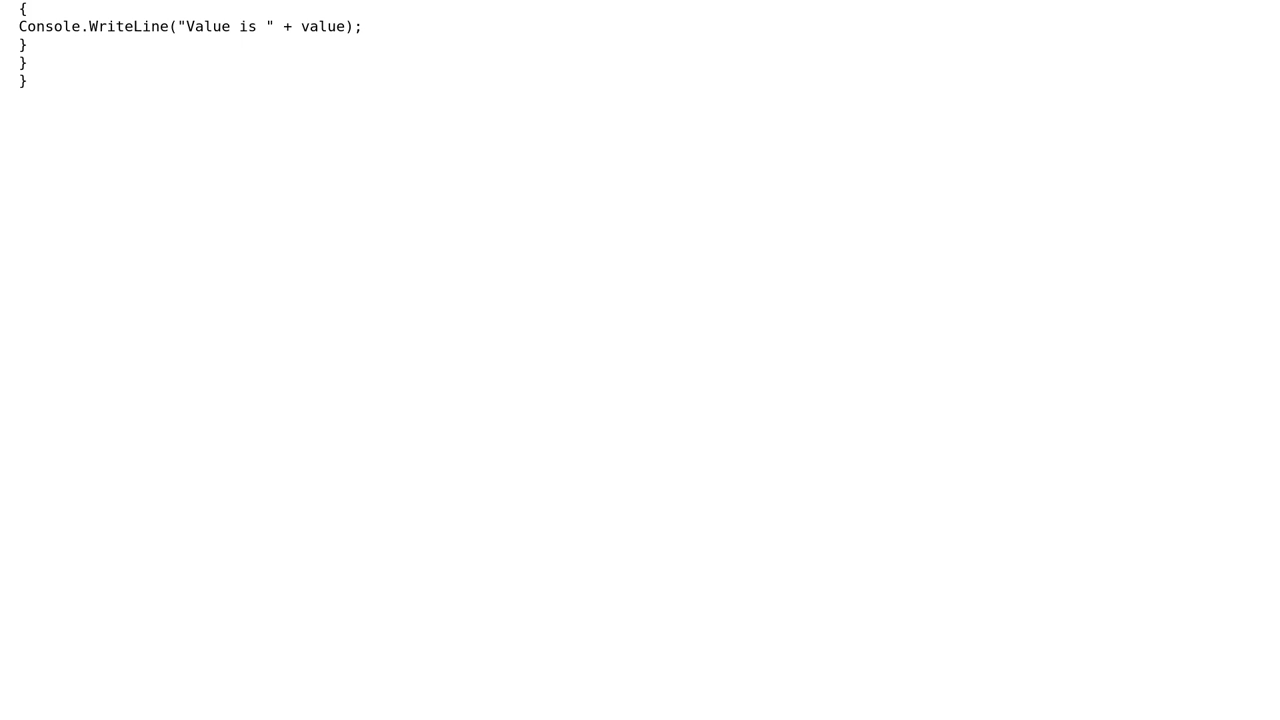 {
Console.WriteLine("Value is " + value);
}
}
}